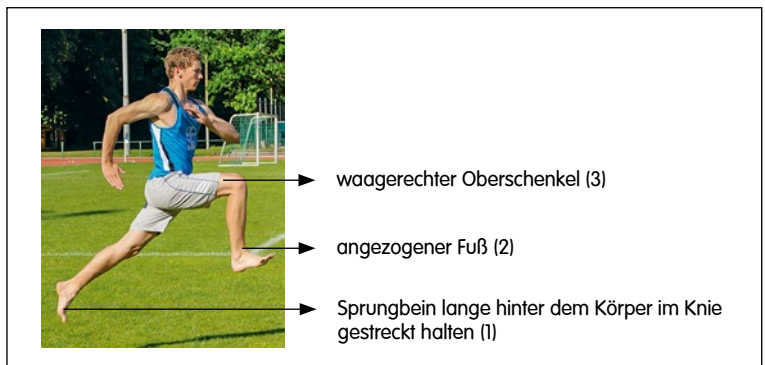 waagerechter Oberschenkel (3)
angezogener Fuß (2)
Sprungbein lange hinter dem Körper im Knie
gestreckt halten (1)